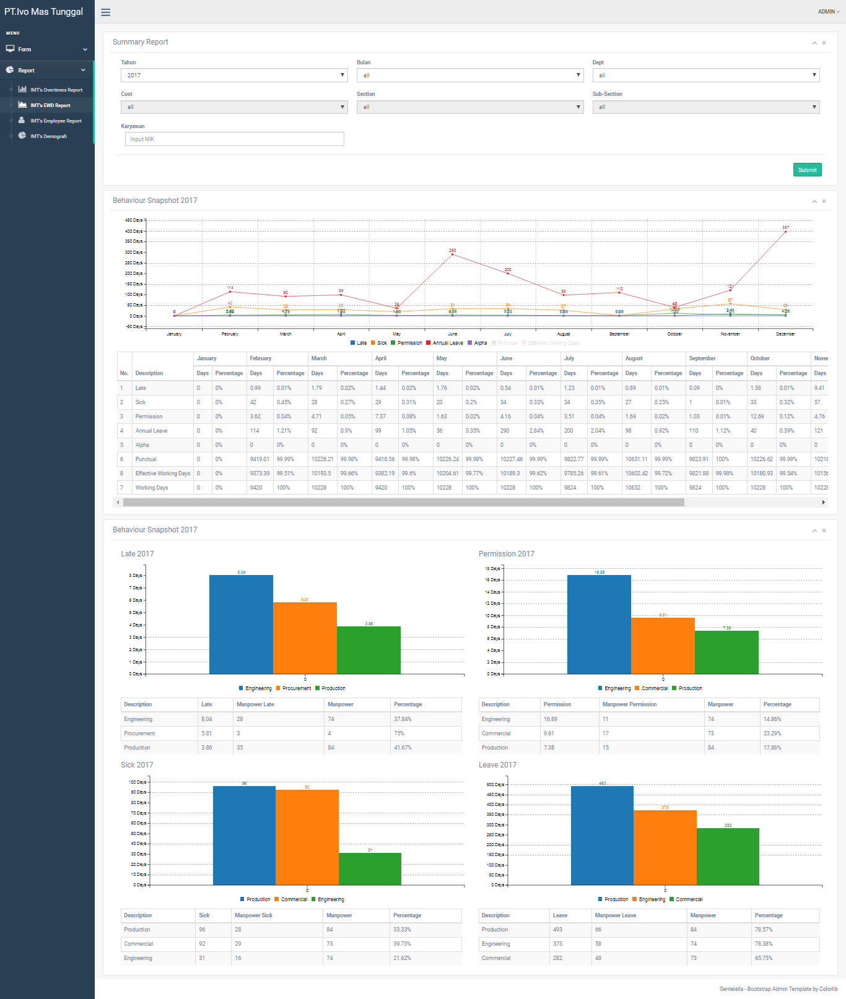 PT.Ivo Mas Tunggal
ADMIN
MENU
Form
Report
IMT's Overtimes Report
IMT's EWD Report
IMT's Employee Report
IMT's Demografi
Summary Report
Tahun Bulan Dept
2017 all all
Cost Section Sub-Section
all all all
Karyawan
Input NIK
Submit
Behaviour Snapshot 2017
450 Days
400 Days
350 Days
300 Days
250 Days
200 Days
150 Days
100 Days
50 Days
0 Days
-50 Days
114 92 99 36 290 200 98 110 40 121 397
42 28 29 34 34 27 57 29
January February March April May June July August September October November December
Late Sick Permission Annual Leave Alpha Punctual Effective Working Days
January February March April May June July August September October
No. Description Days Percentage Days Percentage Days Percentage Days Percentage Days Percentage Days Percentage Days Percentage Days Percentage Days Percentage Days Percentage Days
1 Late 0 0% 0.99 0.01% 1.79 0.02% 1.44 0.02% 1.76 0.02% 0.54 0.01% 1.23 0.01% 0.89 0.01% 0.09 0% 1.38 0.01% 9.41
2 Sick 0 0% 42 0.45% 28 0.27% 29 0.31% 20 0.2% 34 0.33% 34 0.35% 27 0.25% 1 0.01% 33 0.32% 57
3 Permission 0 0% 3.62 0.04% 4.71 0.05% 7.37 0.08% 1.63 0.02% 4.16 0.04% 3.51 0.04% 1.69 0.02% 1.03 0.01% 12.69 0.12% 4.76
4 Annual Leave 0 0% 114 1.21% 92 0.9% 99 1.05% 36 0.35% 290 2.84% 200 2.04% 98 0.92% 110 1.12% 40 0.39% 121
5 Alpha 0 0% 0 0% 0 0% 0 0% 0 0% 0 0% 0 0% 0 0% 0 0% 0 0% 0
6 Punctual 0 0% 9419.01 99.99% 10226.21 99.98% 9418.56 99.98% 10226.24 99.98% 10227.46 99.99% 9822.77 99.99% 10631.11 99.99% 9823.91 100% 10226.62 99.99% 10218
8 Effective Working Days 0 0% 9373.39 99.51% 10193.5 99.66% 9382.19 99.6% 10204.61 99.77% 10189.3 99.62% 9785.26 99.61% 10602.42 99.72% 9821.88 99.98% 10180.93 99.54% 10156
7 Working Days 0 0% 9420 100% 10228 100% 9420 100% 10228 100% 10228 100% 9824 100% 10632 100% 9824 100% 10228 100% 10228
Behaviour Snapshot 2017
Late 2017
8 Days
7 Days
6 Days
5 Days
4 Days
3 Days
2 Days
1 Days
0 Days
8.04 5.81 3.86
0
Engineering Procurement Production
Description Late Manpower Late Manpower Percentage
Engineering 8.04 28 74 37.84%
Procurement 5.81 3 4 75%
Production 3.86 35 84 41.67%
Permission 2017
18 Days
16 Days
14 Days
12 Days
10 Days
8 Days
6 Days
4 Days
2 Days
0 Days
16.89 9.61 7.38
0
Engineering Commercial Production
Description Permission Manpower Permission Manpower Percentage
Engineering 16.89 11 74 14.86%
Commercial 9.61 17 73 23.29%
Production 7.38 15 84 17.86%
Sick 2017
100 Days
90 Days
80 Days
70 Days
60 Days
50 Days
40 Days
30 Days
20 Days
10 Days
0 Days
96 92 31
0
Production Commercial Engineering
Description Sick Manpower Sick Manpower Percentage
Production 96 28 84 33.33%
Commercial 92 29 73 39.73%
Engineering 31 16 74 21.62%
Leave 2017
500 Days
450 Days
400 Days
350 Days
300 Days
250 Days
200 Days
150 Days
100 Days
50 Days
0 Days
493 373 282
0
Production Engineering Commercial
Description Leave Manpower Leave Manpower Percentage
Production 493 66 84 78.57%
Engineering 373 58 74 78.38%
Commercial 282 48 73 65.75%
Gentelella - Bootstrap Admin Template by Colorlib